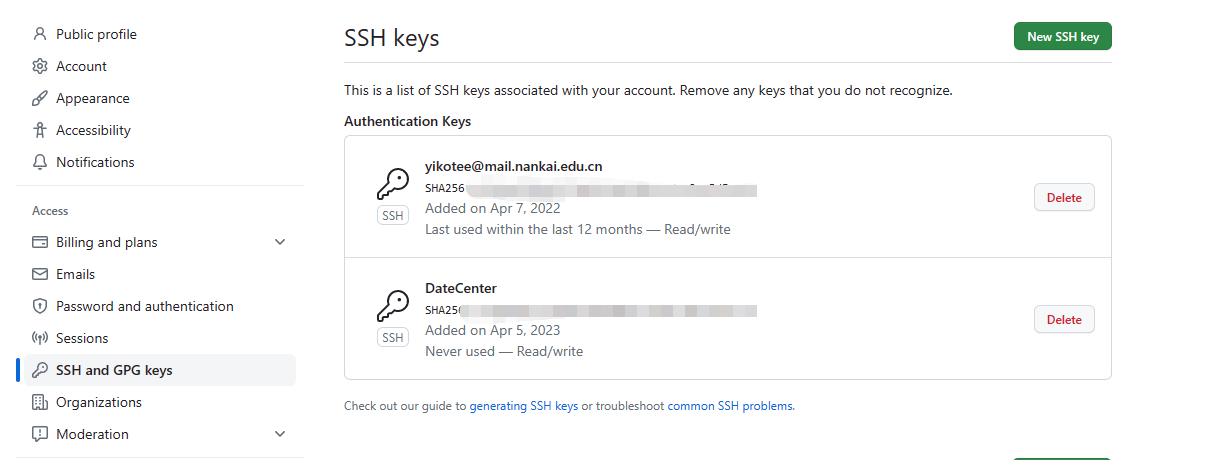 Public profile
Account
Appearance
Accessibility
Notifications
Access
Billing and plans
Emails
Password and authentication
Sessions
SSH and GPG keys
Organizations
Moderation
SSH keys
New SSH key
This is a list of SSH keys associated with your account. Remove any keys that you do not recognize.
Authentication Keys
yikotee@mail.nankai.edu.cn
SHA256
SSH
Added on Apr 7, 2022
Last used within the last 12 months — Read/write
Delete
DateCenter
SHA256
SSH
Added on Apr 5, 2023
Never used — Read/write
Delete
Check out our guide to generating SSH keys or troubleshoot common SSH problems.